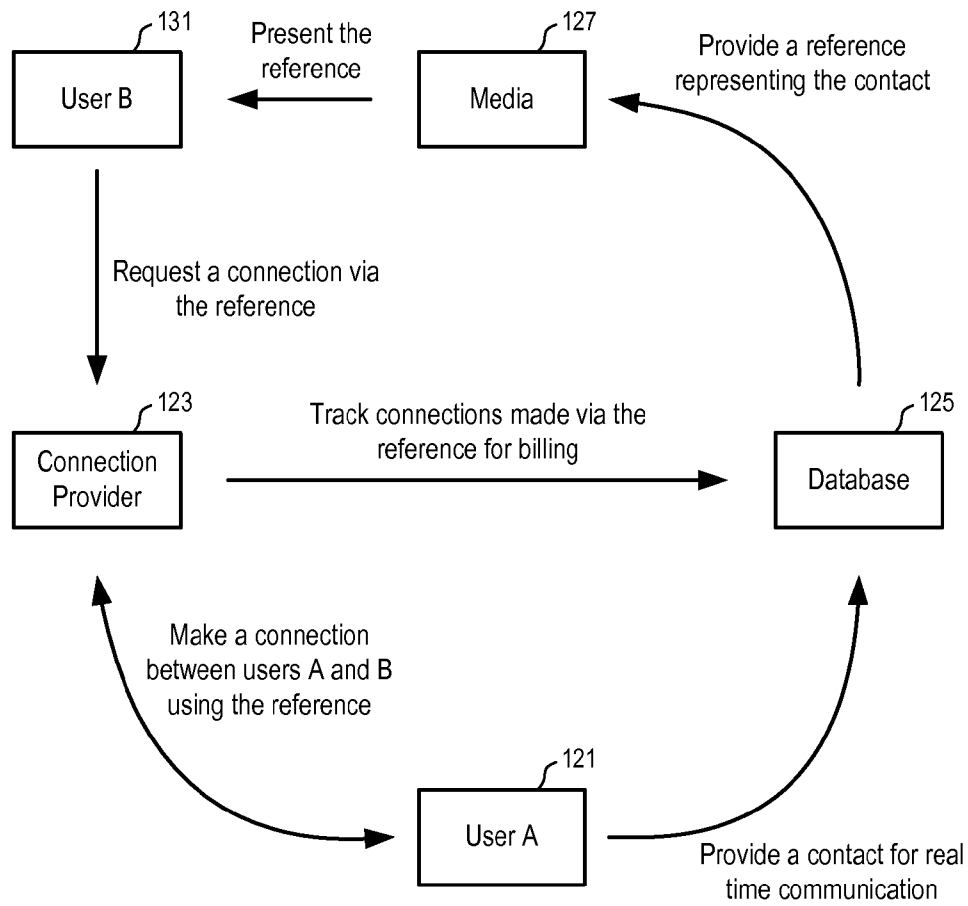 131
User B
Present the
reference
127
Media
Provide a reference
representing the contact
Request a connection via
the reference
123
Connection
Provider
Track connections made via the
reference for billing
125
Database
Make a connection
between users A and B
using the reference
121
User A
Provide a contact for real
time communication